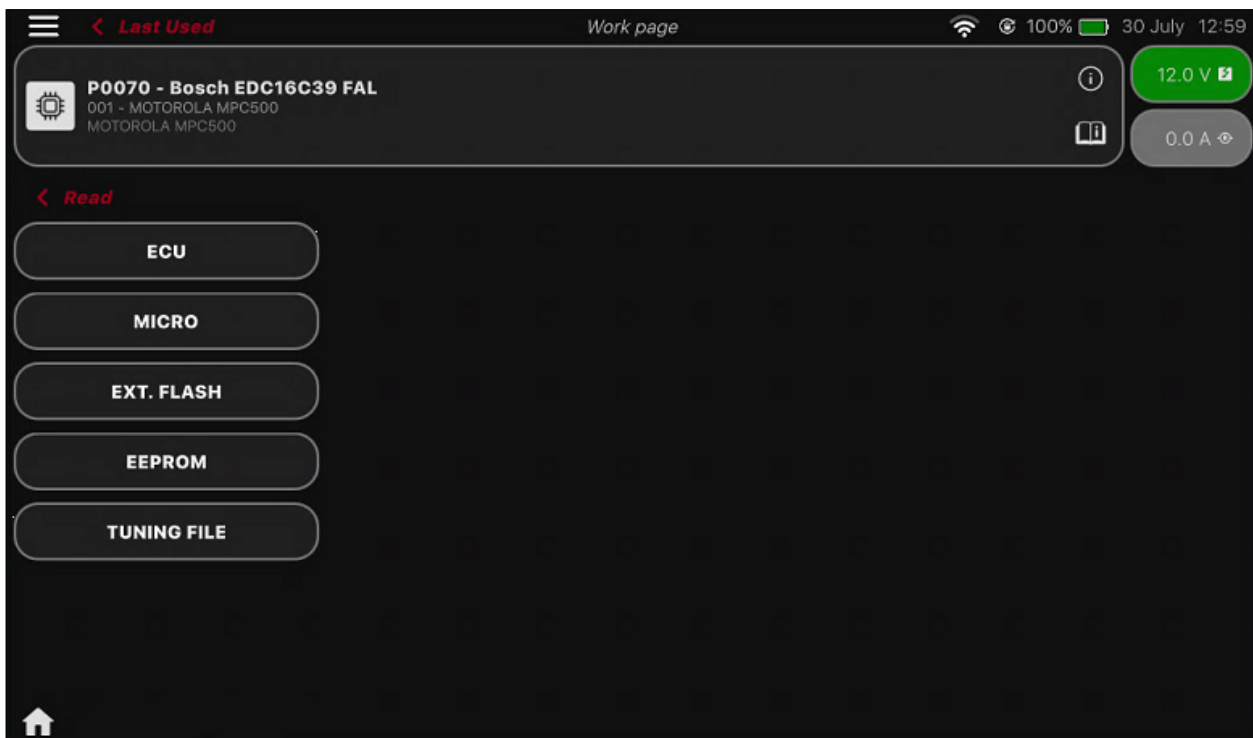 Last Used Work page 100% 30 July 12:59
P0070 - Bosch EDC16C39 FAL
001 - MOTOROLA MPC500
MOTOROLA MPC500
12.0 V
0.0 A
Read
ECU
MICRO
EXT. FLASH
EEPROM
TUNING FILE